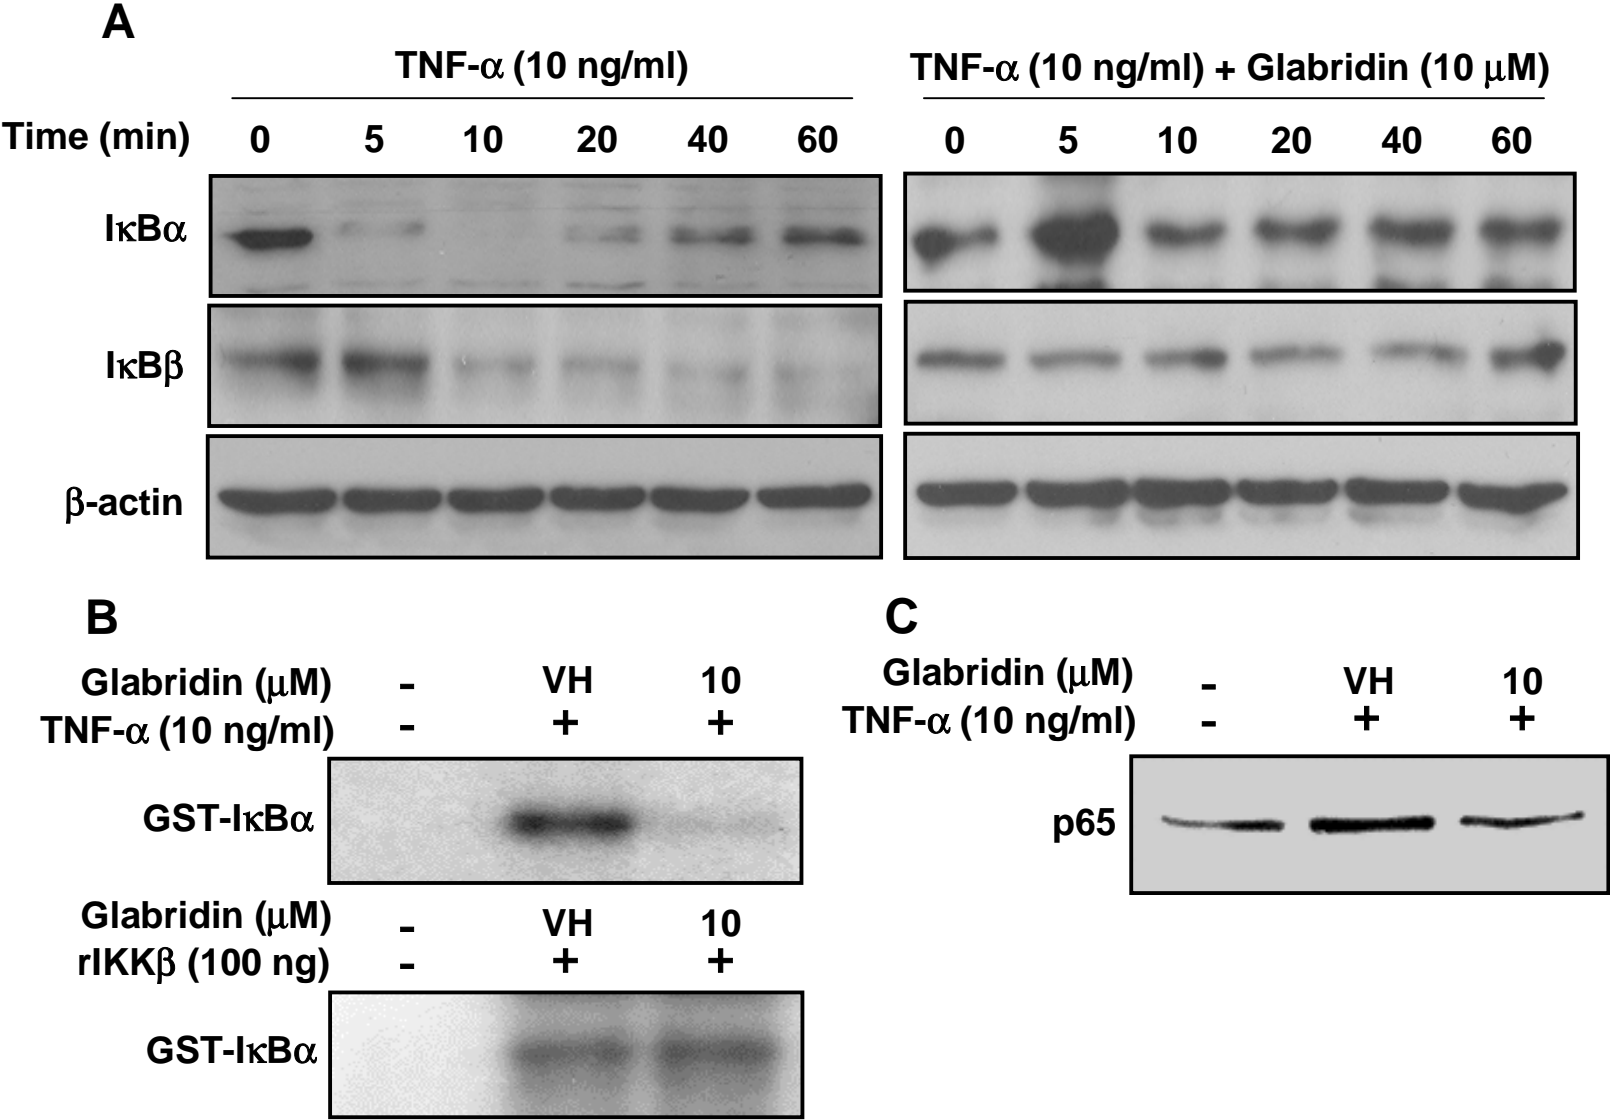 A
TNF-α (10 ng/ml)
TNF-α (10 ng/ml) + Glabridin (10 μM)
Time (min) 0 5 10 20 40 60 0 5 10 20 40 60
IκBα
IκBβ
β-actin
B
Glabridin (μM) - VH 10
TNF-α (10 ng/ml) - + +
GST-IκBα
Glabridin (μM) - VH 10
rIKKβ (100 ng) - + +
GST-IκBα
C
Glabridin (μM) - VH 10
TNF-α (10 ng/ml) - + +
p65